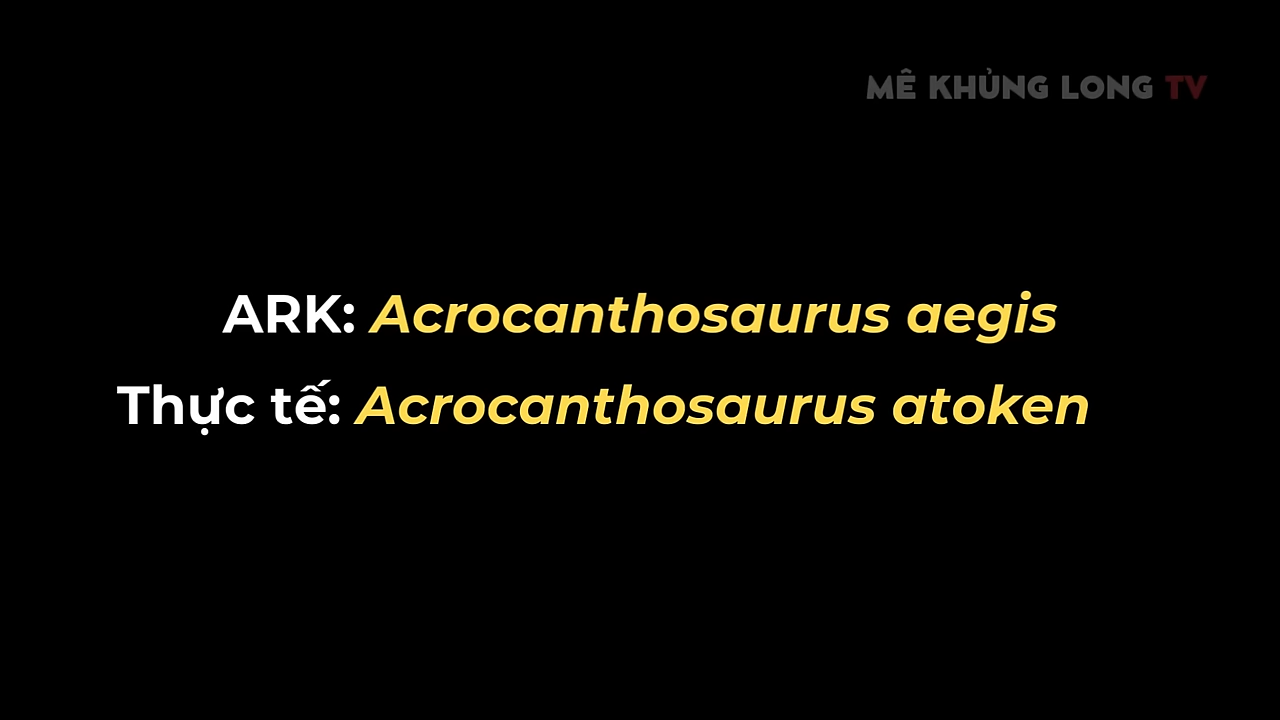 MÊ KHỦNG LONG TV
ARK: Acrocanthosaurus aegis
Thực tế: Acrocanthosaurus atoken